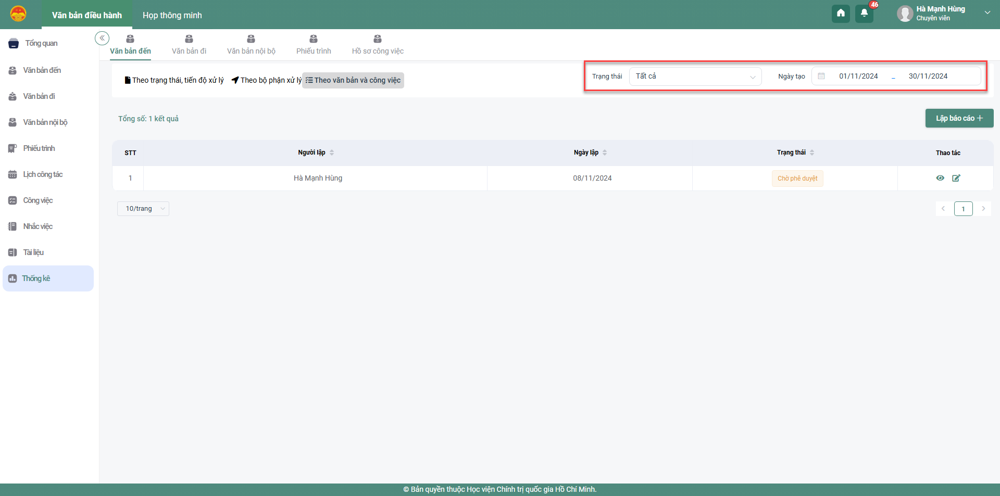 Văn bản điều hành
Họp thông minh
46
Hà Mạnh Hùng
Chuyên viên
Tổng quan
Văn bản đến
Văn bản đi
Văn bản nội bộ
Phiếu trình
Lịch công tác
Công việc
Nhắc việc
Tài liệu
Thống kê
Văn bản đến
Văn bản đi
Văn bản nội bộ
Phiếu trình
Hồ sơ công việc
Theo trạng thái, tiến độ xử lý
Theo bộ phận xử lý
Theo văn bản và công việc
Trạng thái
Tất cả
Ngày tạo
01/11/2024 _ 30/11/2024
Tổng số: 1 kết quả
Lập báo cáo +
STT Người lập Ngày lập Trạng thái Thao tác
1 Hà Mạnh Hùng 08/11/2024 Chờ phê duyệt
10/trang
1
© Bản quyền thuộc Học viện Chính trị quốc gia Hồ Chí Minh.